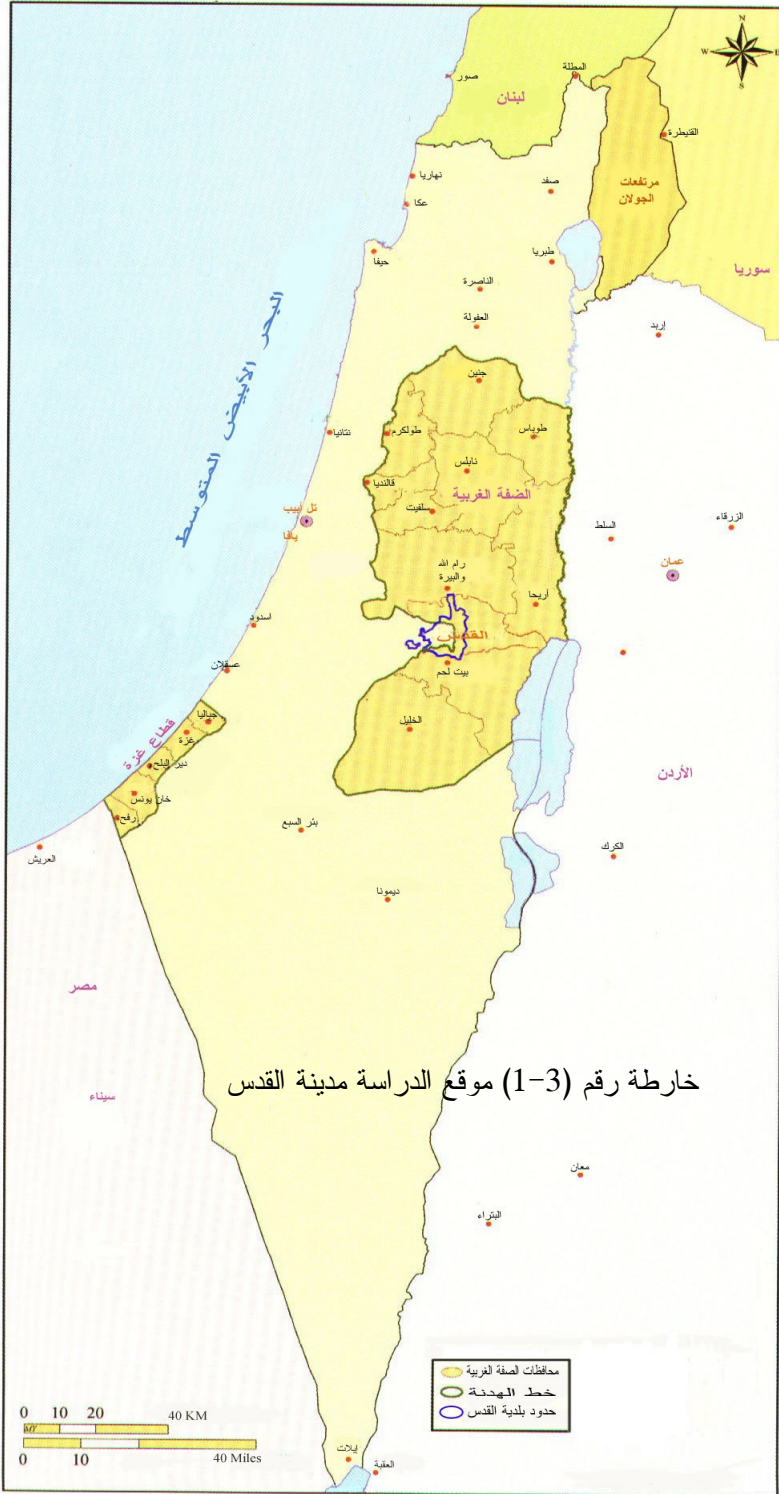 N
W
E
S
المطلة
صور
لبنان
القنيطرة
مرتفعات
الجولان
نهاريا
صفد
عكا
حيفا
طبريا
سوريا
الناصرة
العفولة
إربد
البحر الأبيض المتوسط
جنين
نتانيا
طولكرم
طوباس
نابلس
قالنديا
الضفة الغربية
سلفيت
تل أبيب
يافا
السلط
الزرقاء
عمان
رام الله
والبيرة
أريحا
اسدود
القدس
عسقلان
بيت لحم
جباليا
الخليل
غزة
قطاع غزة
دير البلح
خان يونس
رفح
الأردن
بئر السبع
العريش
الكرك
ديمونا
مصر
سيناء
خارطة رقم (3-1) موقع الدراسة مدينة القدس
معان
البتراء
محافظات الصفة الغربية
خط الهدنة
حدود بلدية القدس
0 10 20 40 KM
0 10 40 Miles
إيلات
العقبة